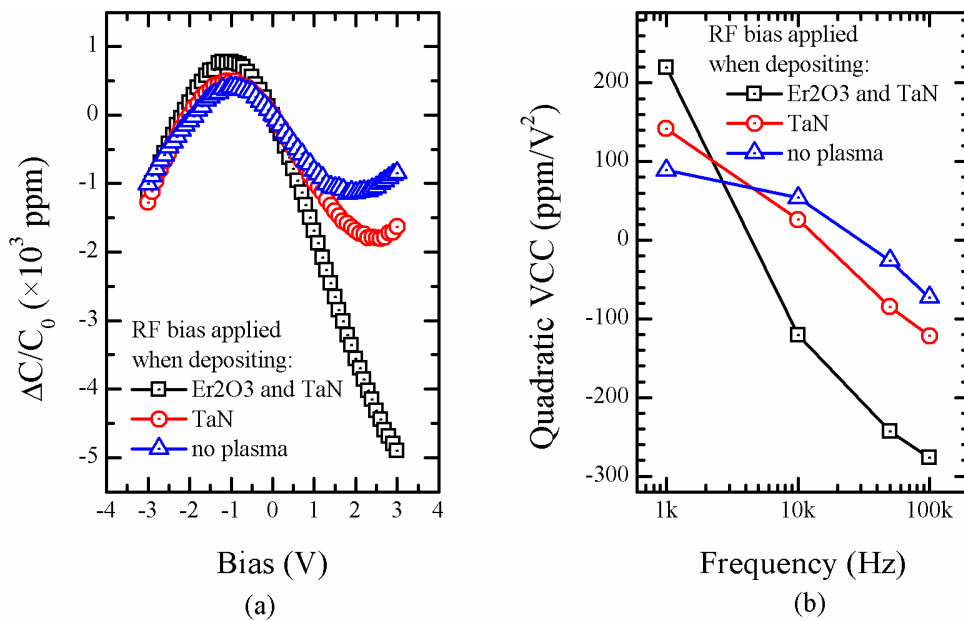 1
0
-1
-2
-3
-4
-5
ΔC/C0 (×10³ ppm)
RF bias applied
when depositing:
Er2O3 and TaN
TaN
no plasma
-4 -3 -2 -1 0 1 2 3 4
Bias (V)
(a)
200
100
0
-100
-200
-300
Quadratic VCC (ppm/V²)
RF bias applied
when depositing:
Er2O3 and TaN
TaN
no plasma
1k 10k 100k
Frequency (Hz)
(b)